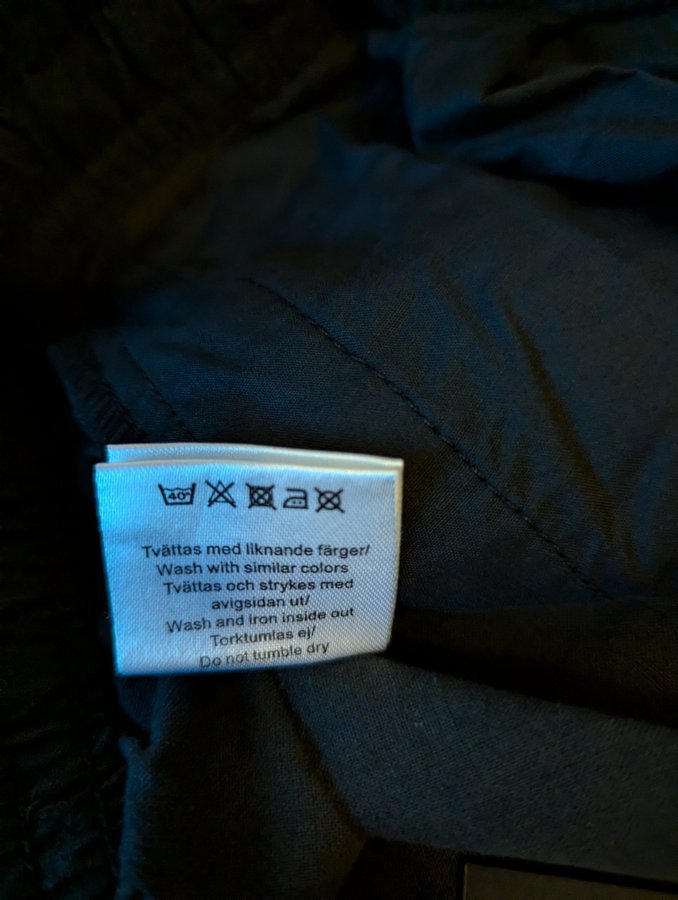 40°
Tvättas med liknande färger/
Wash with similar colors
Tvättas och strykes med
avigsidan ut/
Wash and iron inside out
Torktumlas ej/
Do not tumble dry